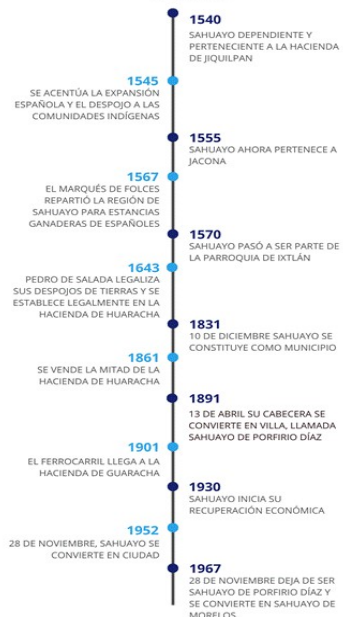 1540
SAHUAYO DEPENDIENTE Y
PERTENECIENTE A LA HACIENDA
DE JIQUILPAN
1545
SE ACENTÚA LA EXPANSIÓN
ESPAÑOLA Y EL DESPOJO A LAS
COMUNIDADES INDÍGENAS
1555
SAHUAYO AHORA PERTENECE A
JACONA
1567
EL MARQUÉS DE FOLCES
REPARTIÓ LA REGIÓN DE
SAHUAYO PARA ESTANCIAS
GANADERAS DE ESPAÑOLES
1570
SAHUAYO PASÓ A SER PARTE DE
LA PARROQUIA DE IXTLÁN
1643
PEDRO DE SALADA LEGALIZA
SUS DESPOJOS DE TIERRAS Y SE
ESTABLECE LEGALMENTE EN LA
HACIENDA DE HUARACHA
1831
10 DE DICIEMBRE SAHUAYO SE
CONSTITUYE COMO MUNICIPIO
1861
SE VENDE LA MITAD DE LA
HACIENDA DE HUARACHA
1891
13 DE ABRIL SU CABECERA SE
CONVIERTE EN VILLA, LLAMADA
SAHUAYO DE PORFIRIO DÍAZ
1901
EL FERROCARRIL LLEGA A LA
HACIENDA DE GUARACHA
1930
SAHUAYO INICIA SU
RECUPERACIÓN ECONÓMICA
1952
28 DE NOVIEMBRE, SAHUAYO SE
CONVIERTE EN CIUDAD
1967
28 DE NOVIEMBRE DEJA DE SER
SAHUAYO DE PORFIRIO DÍAZ Y
SE CONVIERTE EN SAHUAYO DE
MORELOS